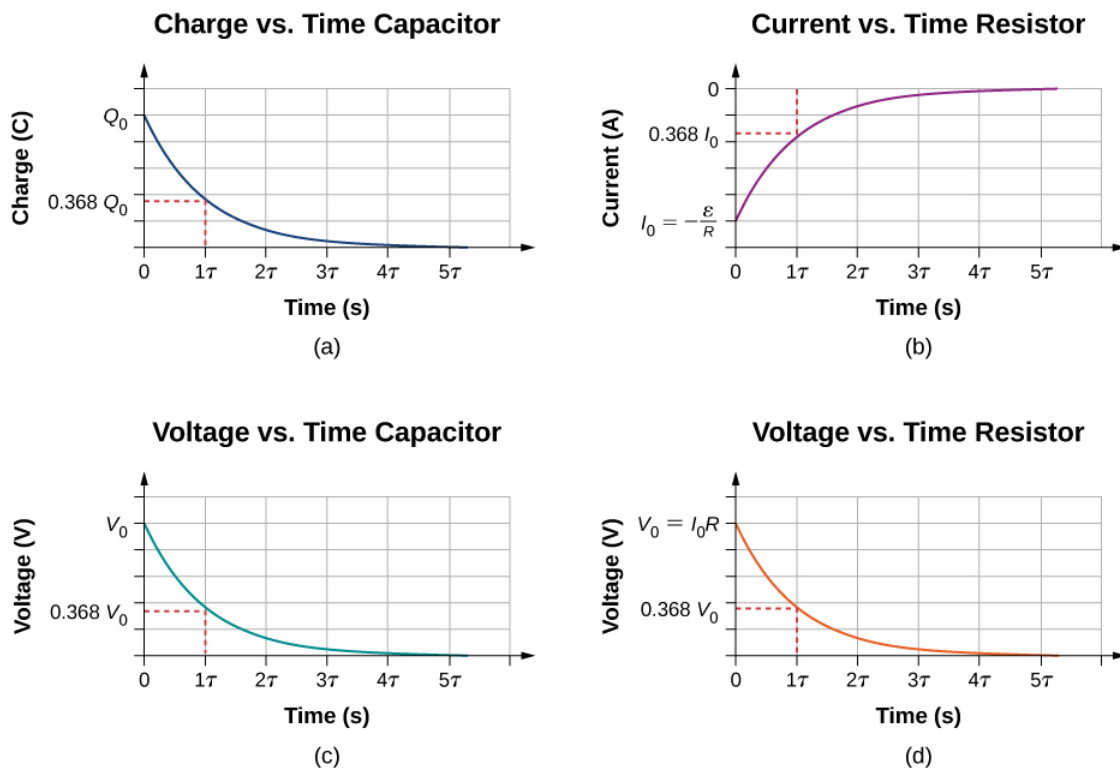 Charge vs. Time Capacitor
Charge (C)
Q₀
0.368 Q₀
0 1τ 2τ 3τ 4τ 5τ
Time (s)
(a)
Current vs. Time Resistor
Current (A)
0
0.368 I₀
I₀ = −ε/R
0 1τ 2τ 3τ 4τ 5τ
Time (s)
(b)
Voltage vs. Time Capacitor
Voltage (V)
V₀
0.368 V₀
0 1τ 2τ 3τ 4τ 5τ
Time (s)
(c)
Voltage vs. Time Resistor
Voltage (V)
V₀ = I₀R
0.368 V₀
0 1τ 2τ 3τ 4τ 5τ
Time (s)
(d)